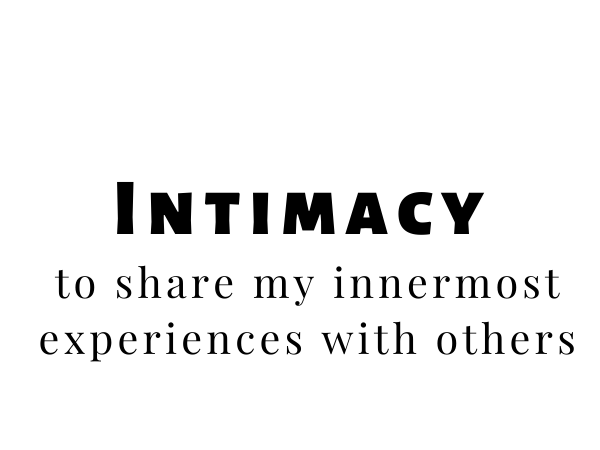 Intimacy
to share my innermost
experiences with others